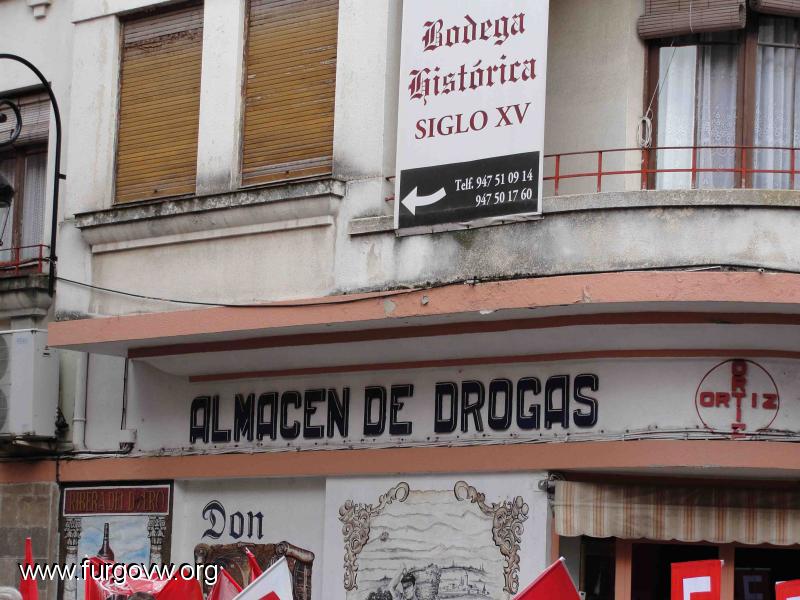 Bodega
Histórica
SIGLO XV
Telf. 947 51 09 14
947 50 17 60
ALMACEN DE DROGAS
ORTIZ
ORTIZ
RIBERA DEL DUERO
Don
www.furgovw.org